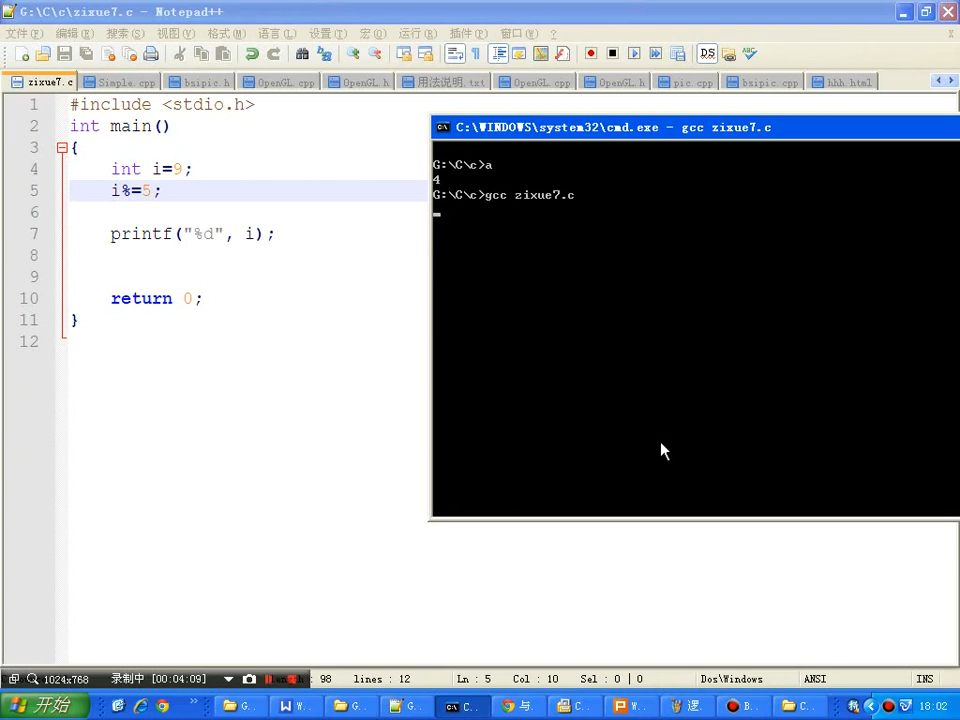 G:\C\c\zixue7.c - Notepad++
文件(F) 编辑(E) 搜索(S) 视图(V) 格式(M) 语言(L) 设置(T) 宏(O) 运行(R) 插件(P) 窗口(W) ? X
zixue7.c Simple.cpp bsipic.h OpenGL.cpp OpenGL.h 用法说明.txt OpenGl.cpp OpenGl.h pic.cpp bsipic.cpp hhh.html
1 #include <stdio.h>
2 int main()
3 {
4 int i=9;
5 i%=5;
6
7 printf("%d", i);
8
9
10 return 0;
11 }
12
C:\WINDOWS\system32\cmd.exe - gcc zixue7.c
G:\C\c>a
4
G:\C\c>gcc zixue7.c
1024x768 录制中 [00:04:09] 98 lines : 12 Ln : 5 Col : 10 Sel : 0 | 0 Dos\Windows ANSI INS
开始 G.. W.. G.. G.. C.. 与. C.. W.. 逻. B.. C.. 18:02